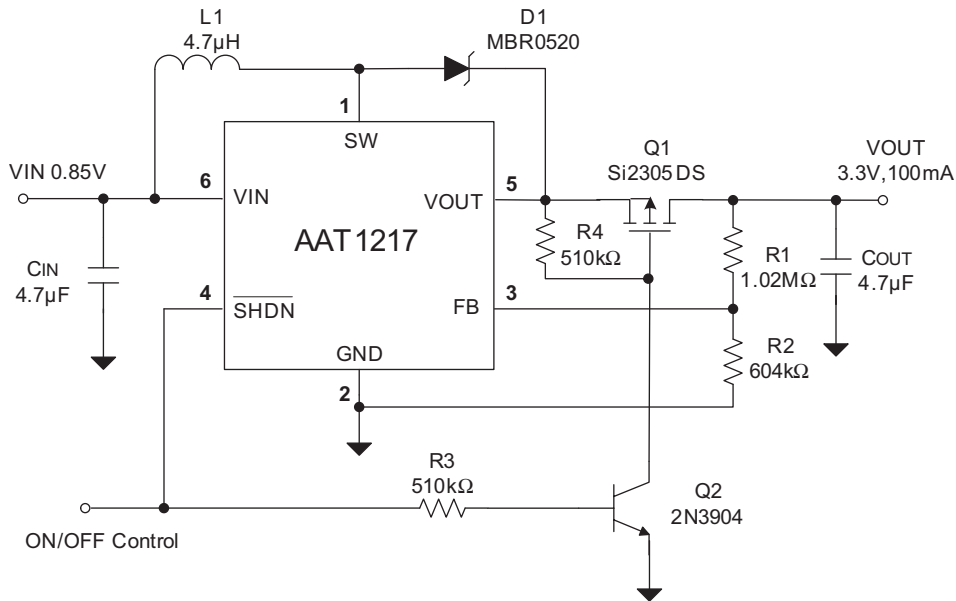 L1
4.7µH
D1
MBR0520
1
SW
VIN 0.85V
6
VIN
5
VOUT
Q1
Si2305DS
VOUT
3.3V,100mA
AAT1217
R4
510kΩ
R1
1.02MΩ
COUT
4.7µF
CIN
4.7µF
4
SHDN
3
FB
GND
2
R2
604kΩ
R3
510kΩ
Q2
2N3904
ON/OFF Control